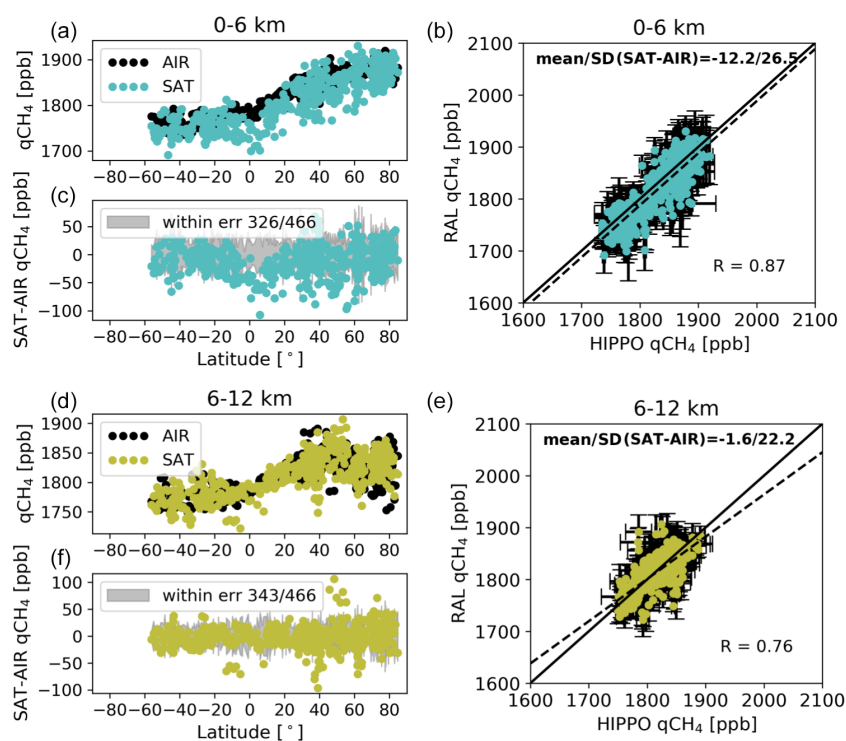 0-6 km
(a)
1900
1800
1700
qCH4 [ppb]
AIR
SAT
−80 −60 −40 −20 0 20 40 60 80
(c)
50
0
−50
−100
SAT-AIR qCH4 [ppb]
within err 326/466
−80 −60 −40 −20 0 20 40 60 80
Latitude [°]
(b)
0-6 km
mean/SD(SAT-AIR)=-12.2/26.5
2100
2000
1900
1800
1700
1600
RAL qCH4 [ppb]
R = 0.87
1600 1700 1800 1900 2000 2100
HIPPO qCH4 [ppb]
6-12 km
(d)
1900
1850
1800
1750
qCH4 [ppb]
AIR
SAT
−80 −60 −40 −20 0 20 40 60 80
(f)
100
50
0
−50
−100
SAT-AIR qCH4 [ppb]
within err 343/466
−80 −60 −40 −20 0 20 40 60 80
Latitude [°]
(e)
6-12 km
mean/SD(SAT-AIR)=-1.6/22.2
2100
2000
1900
1800
1700
1600
RAL qCH4 [ppb]
R = 0.76
1600 1700 1800 1900 2000 2100
HIPPO qCH4 [ppb]